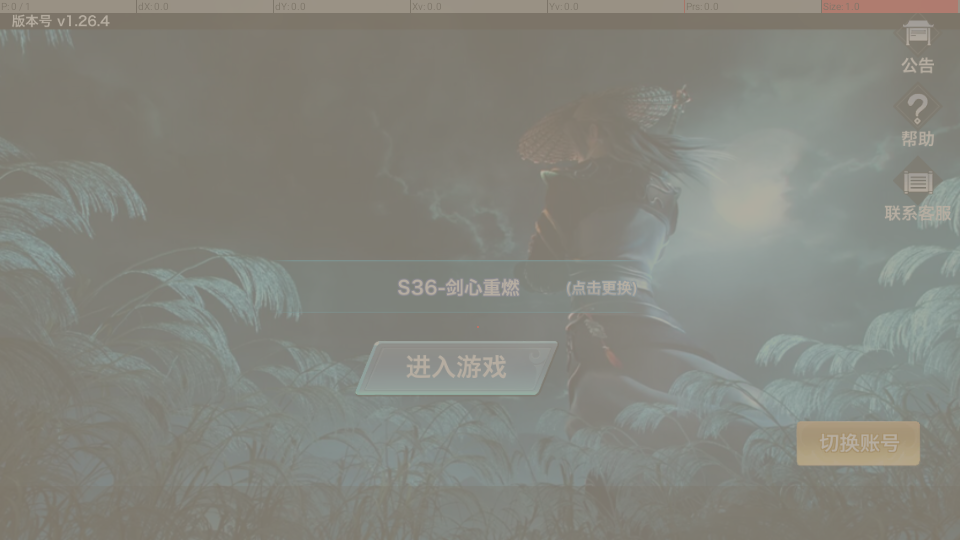 P: 0 / 1 dX: 0.0 dY: 0.0 Xv: 0.0 Yv: 0.0 Prs: 0.0 Size: 1.0
版本号 v1.26.4
公告
帮助
联系客服
S36-剑心重燃 (点击更换)
进入游戏
切换账号